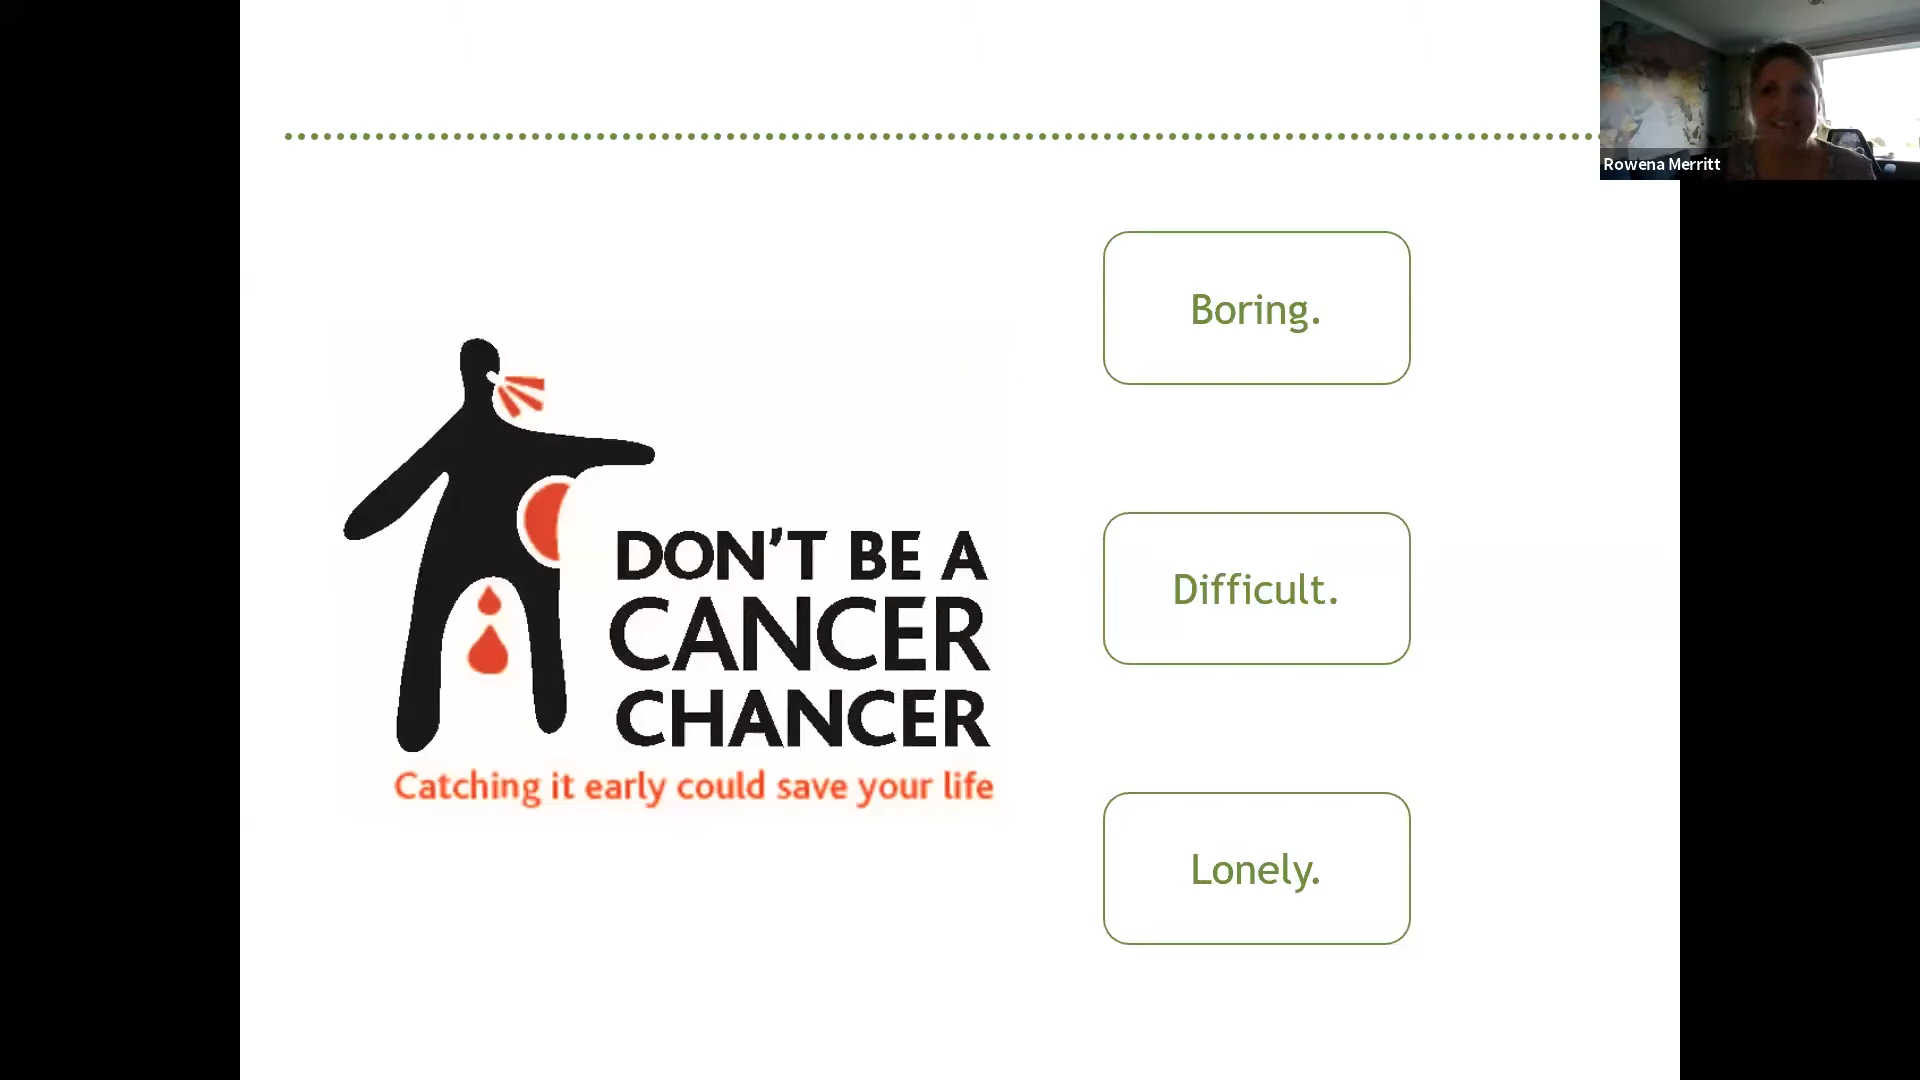 Rowena Merritt
Boring.
DON'T BE A
CANCER
CHANCER
Catching it early could save your life
Difficult.
Lonely.